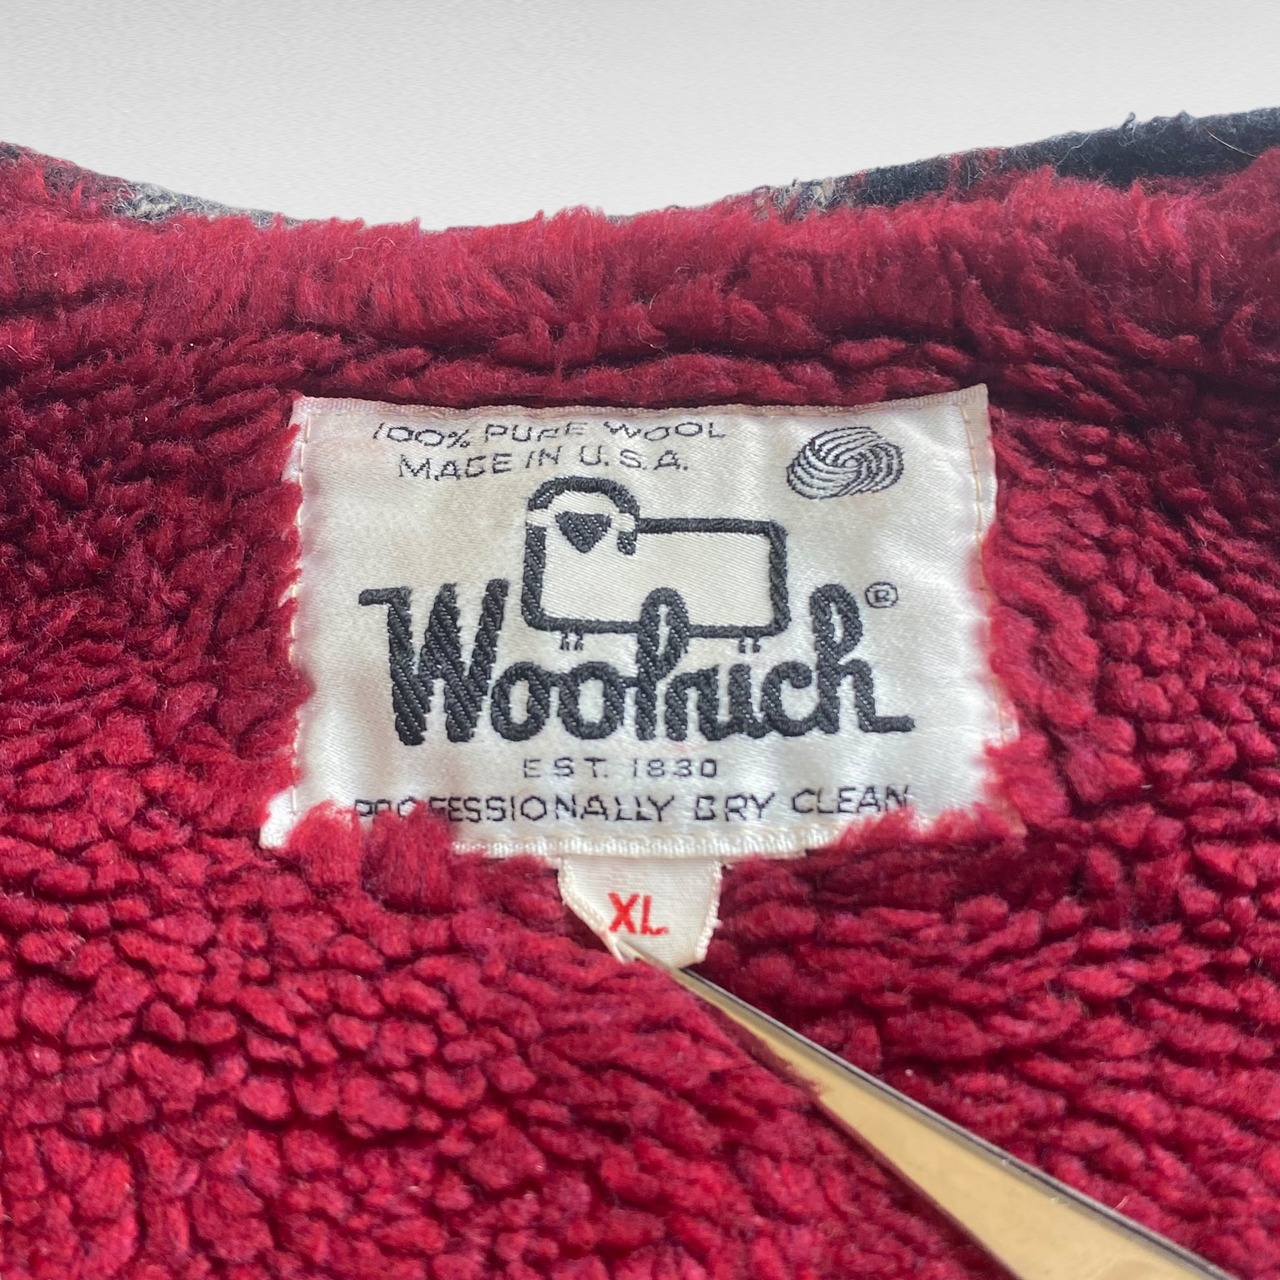 100% PURE WOOL
MADE IN U.S.A.
Woolrich®
EST. 1830
PROFESSIONALLY DRY CLEAN
XL